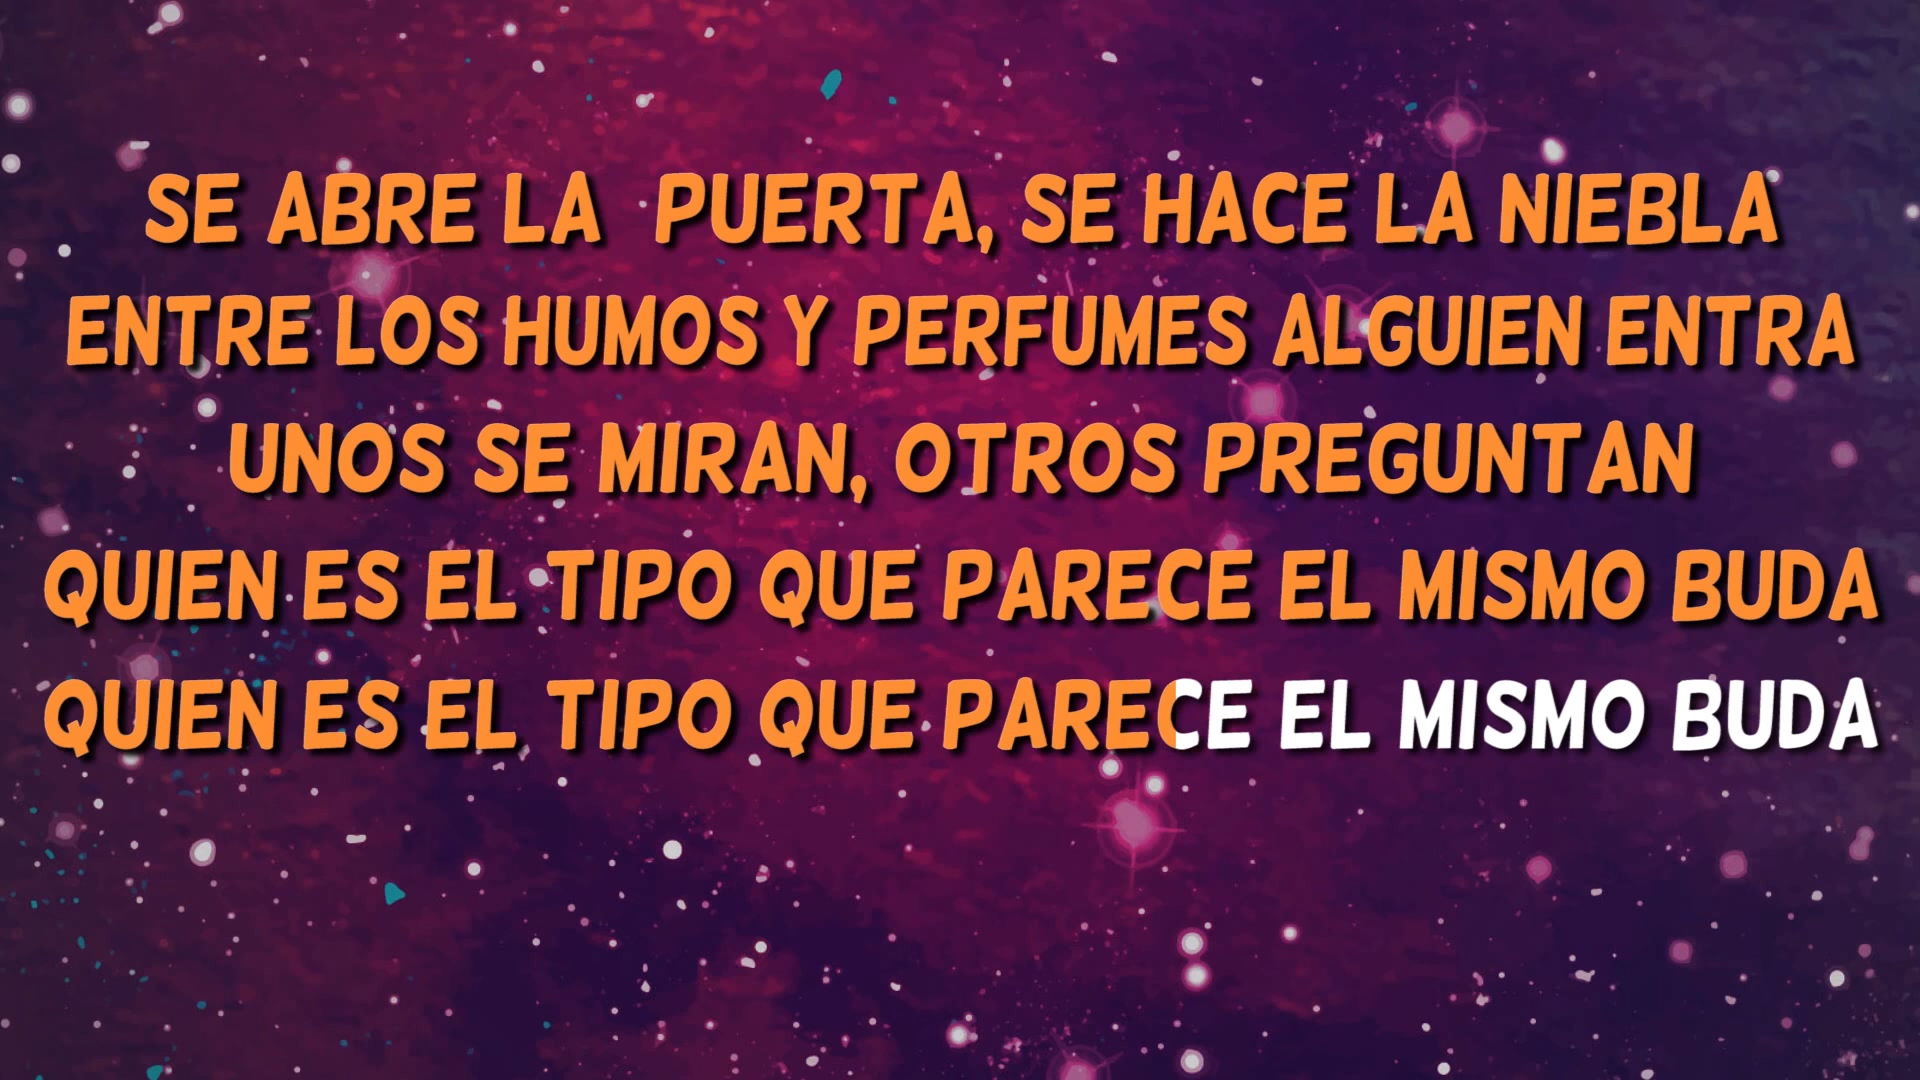 SE ABRE LA PUERTA, SE HACE LA NIEBLA
ENTRE LOS HUMOS Y PERFUMES ALGUIEN ENTRA
UNOS SE MIRAN, OTROS PREGUNTAN
QUIEN ES EL TIPO QUE PARECE EL MISMO BUDA
QUIEN ES EL TIPO QUE PARECE EL MISMO BUDA